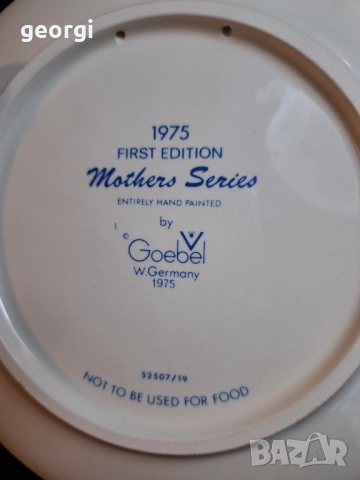 georgi
1975
FIRST EDITION
Mothers Series
ENTIRELY HAND PAINTED
by
© Goebel
W.Germany
1975
52507/19
NOT TO BE USED FOR FOOD
BAZAR